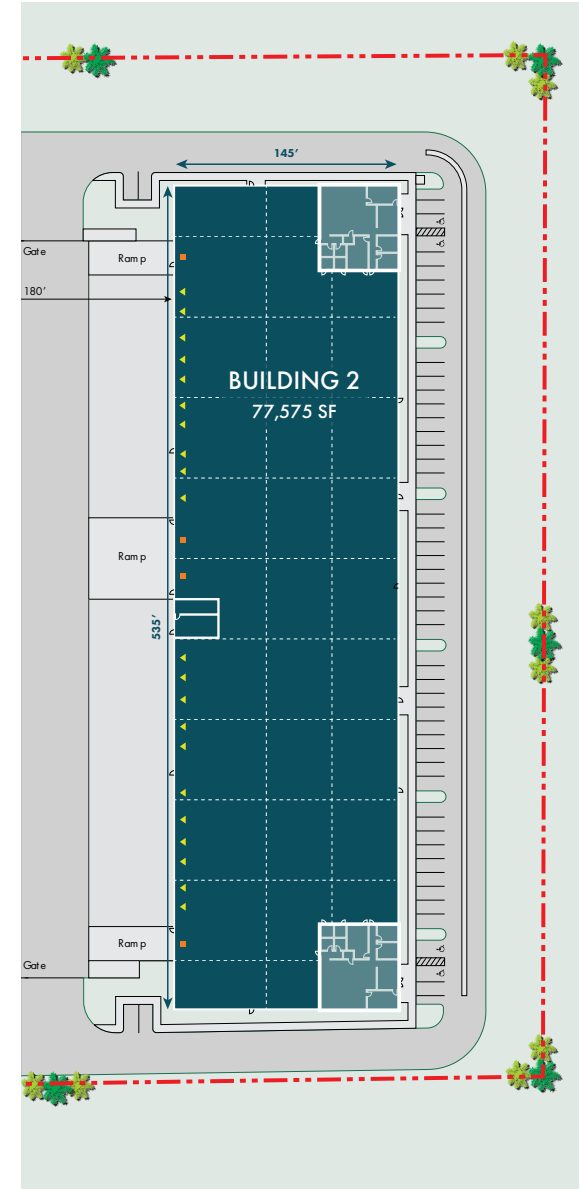 145’
Gate
Ramp
180’
BUILDING 2
77,575 SF
Ramp
535’
Ramp
Gate